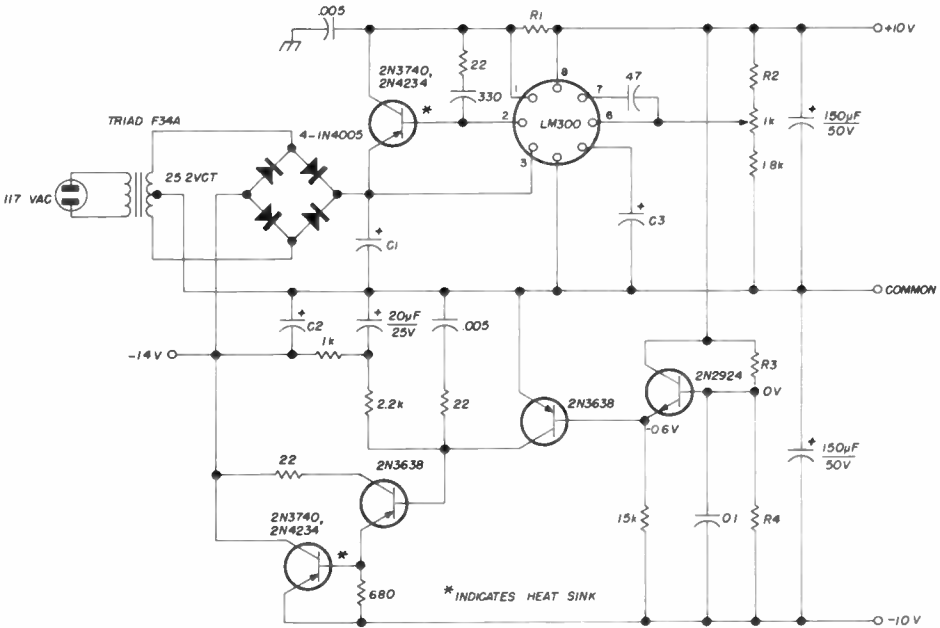 .005
R1
+10V
2N3740,
2N4234
*
22
330
1
8
7
47
2
LM300
6
3
R2
1k
1.8k
+
150µF
50V
TRIAD F34A
4-1N4005
117 VAC
25.2VCT
+
C1
+
C3
COMMON
+
C2
+
20µF
25V
.005
-14V
1k
2.2k
22
2N3638
2N2924
R3
0V
-0.6V
+
150µF
50V
22
2N3638
2N3740,
2N4234
*
680
15k
0.1
R4
*INDICATES HEAT SINK
-10V